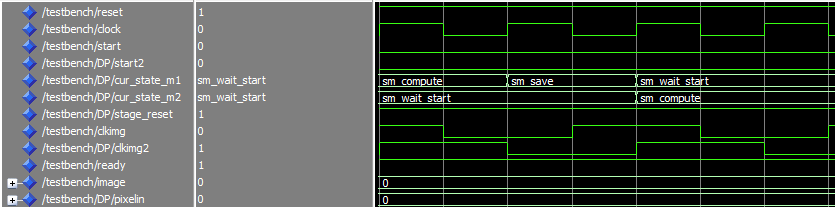 /testbench/reset 1
/testbench/clock 0
/testbench/start 0
/testbench/DP/start2 0
/testbench/DP/cur_state_m1 sm_wait_start sm_compute sm_save sm_wait_start
/testbench/DP/cur_state_m2 sm_wait_start sm_wait_start sm_compute
/testbench/DP/stage_reset 1
/testbench/clkimg 0
/testbench/DP/clkimg2 1
/testbench/ready 1
/testbench/image 0 0
/testbench/DP/pixelin 0 0